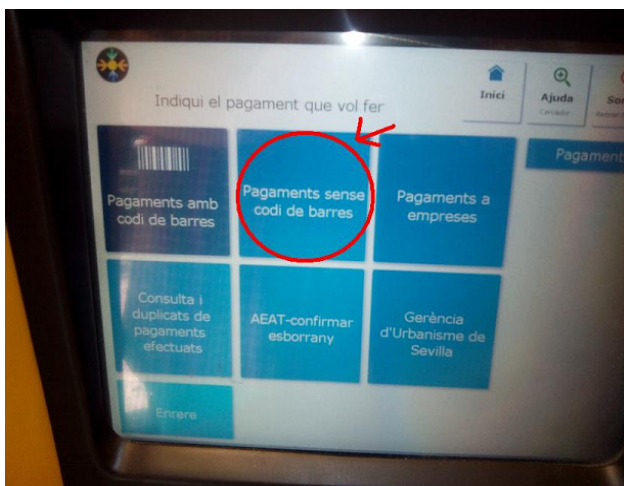 Indiqui el pagament que vol fer
Inici
Ajuda
Cercador
Pagaments amb
codi de barres
Pagaments sense
codi de barres
Pagaments a
empreses
Consulta i
duplicats de
pagaments
efectuats
AEAT-confirmar
esborrany
Gerència
d'Urbanisme de
Sevilla
Enrere